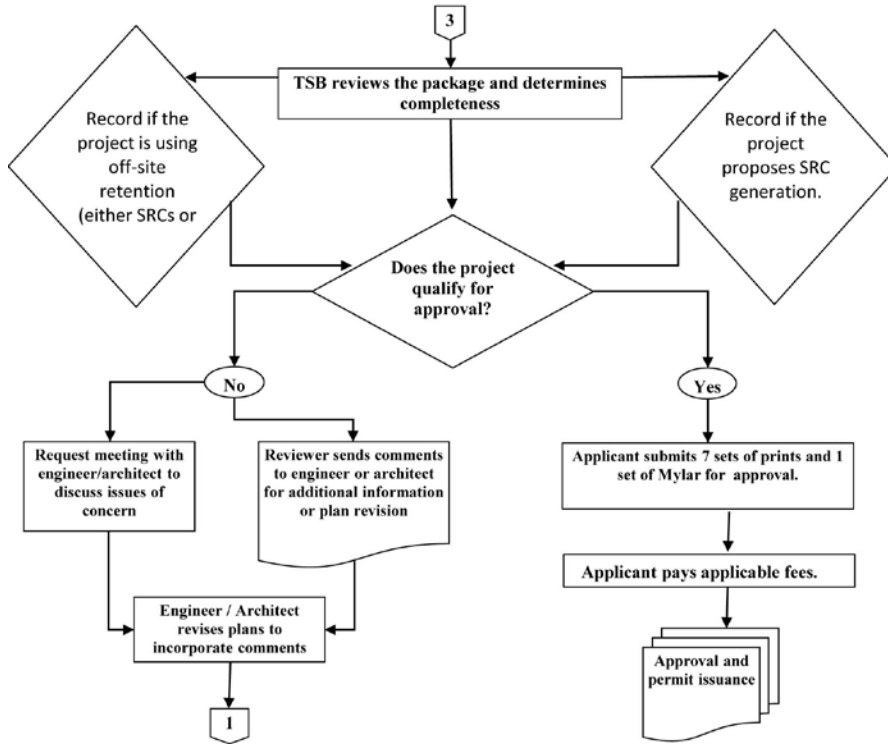 3
TSB reviews the package and determines
completeness
Record if the
project is using
off-site
retention
(either SRCs or
Record if the
project
proposes SRC
generation.
Does the project
qualify for
approval?
No
Yes
Request meeting with
engineer/architect to
discuss issues of
concern
Reviewer sends comments
to engineer or architect
for additional information
or plan revision
Applicant submits 7 sets of prints and 1
set of Mylar for approval.
Applicant pays applicable fees.
Engineer / Architect
revises plans to
incorporate comments
Approval and
permit issuance
1